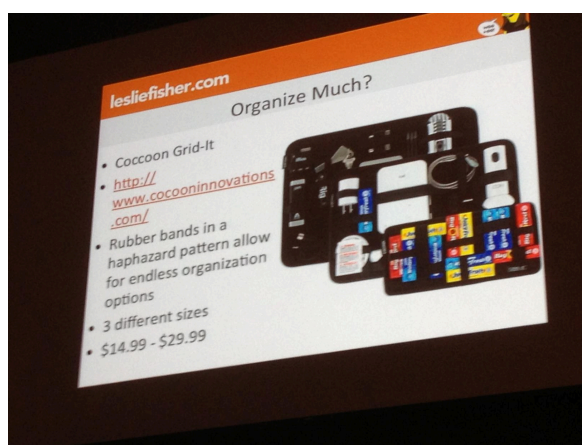 lesliefisher.com
Organize Much?
• Coccoon Grid-It
• http://
www.cocooninnovations
.com/
• Rubber bands in a
haphazard pattern allow
for endless organization
options
• 3 different sizes
• $14.99 - $29.99